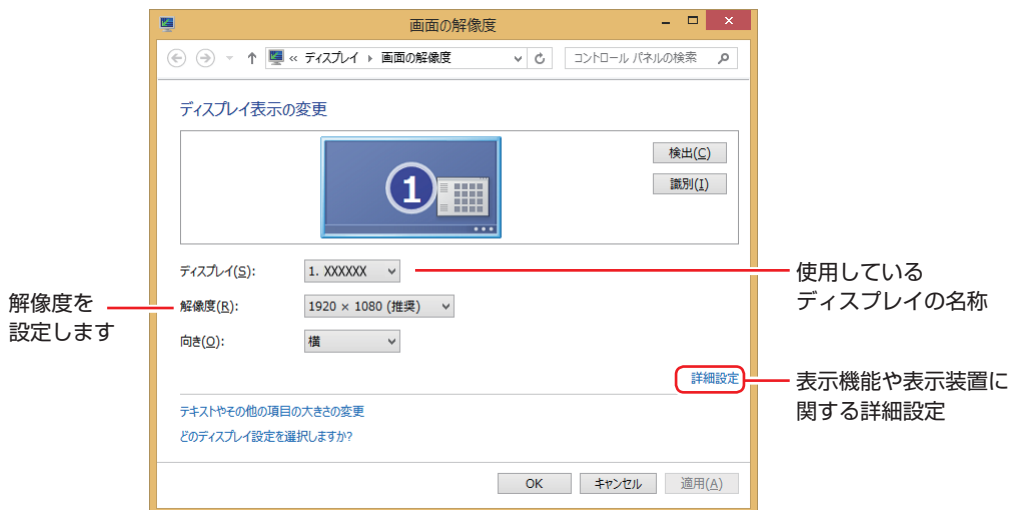 画面の解像度
« ディスプレイ ▸ 画面の解像度
コントロール パネルの検索
ディスプレイ表示の変更
1
検出(C)
識別(I)
ディスプレイ(S):
1. XXXXXX
解像度(R):
1920 × 1080 (推奨)
向き(O):
横
詳細設定
テキストやその他の項目の大きさの変更
どのディスプレイ設定を選択しますか?
OK
キャンセル
適用(A)
解像度を
設定します
使用している
ディスプレイの名称
表示機能や表示装置に
関する詳細設定